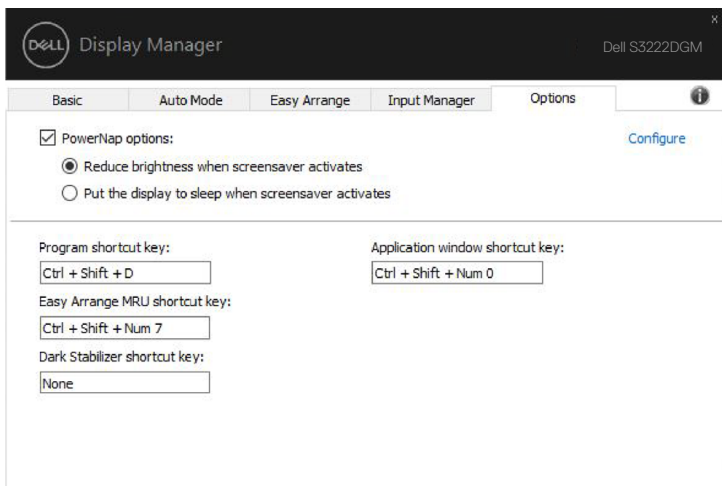 x
DELL
Display Manager
Dell S3222DGM
Basic
Auto Mode
Easy Arrange
Input Manager
Options
PowerNap options:
Configure
Reduce brightness when screensaver activates
Put the display to sleep when screensaver activates
Program shortcut key:
Application window shortcut key:
Ctrl + Shift + D
Ctrl + Shift + Num 0
Easy Arrange MRU shortcut key:
Ctrl + Shift + Num 7
Dark Stabilizer shortcut key:
None